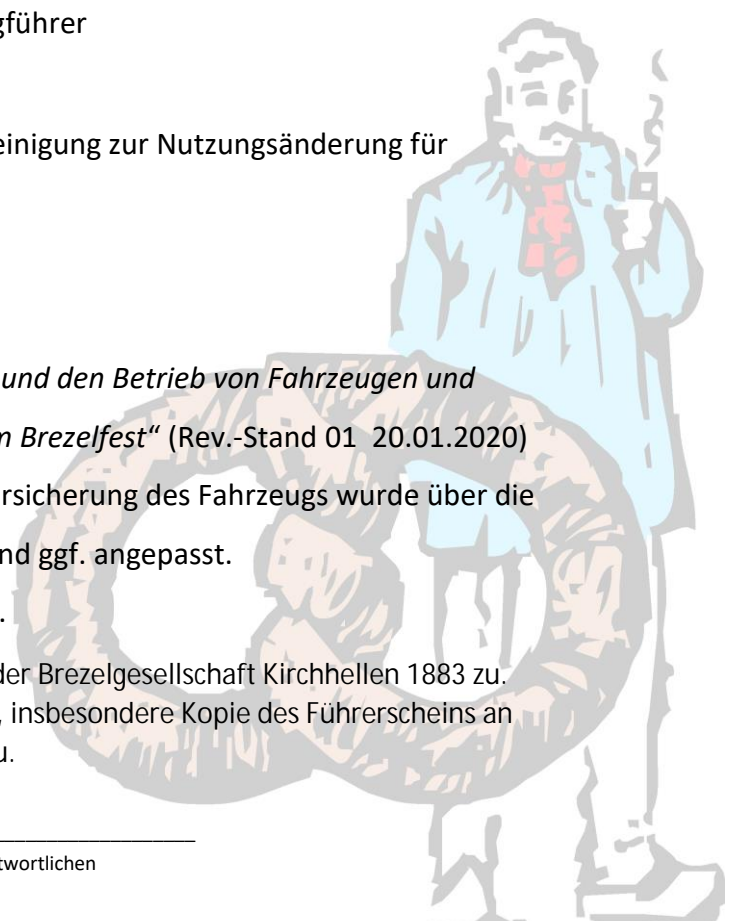 gführer
einigung zur Nutzungsänderung für
und den Betrieb von Fahrzeugen und
n Brezelfest“ (Rev.-Stand 01 20.01.2020)
ersicherung des Fahrzeugs wurde über die
nd ggf. angepasst.
.
der Brezelgesellschaft Kirchhellen 1883 zu.
, insbesondere Kopie des Führerscheins an
u.
twortlichen